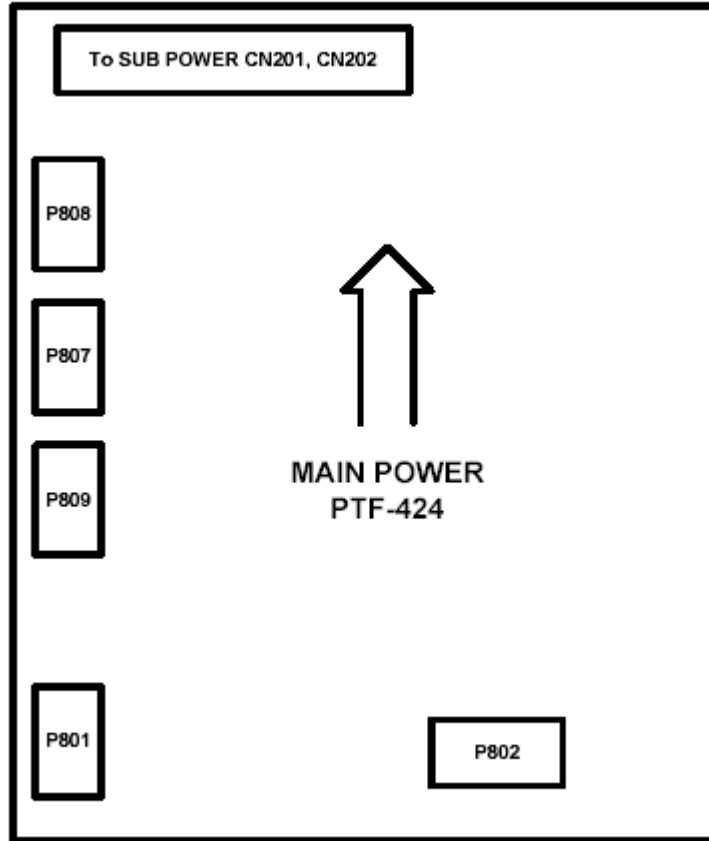 To SUB POWER CN201, CN202
P808
P807
P809
MAIN POWER
PTF-424
P801
P802